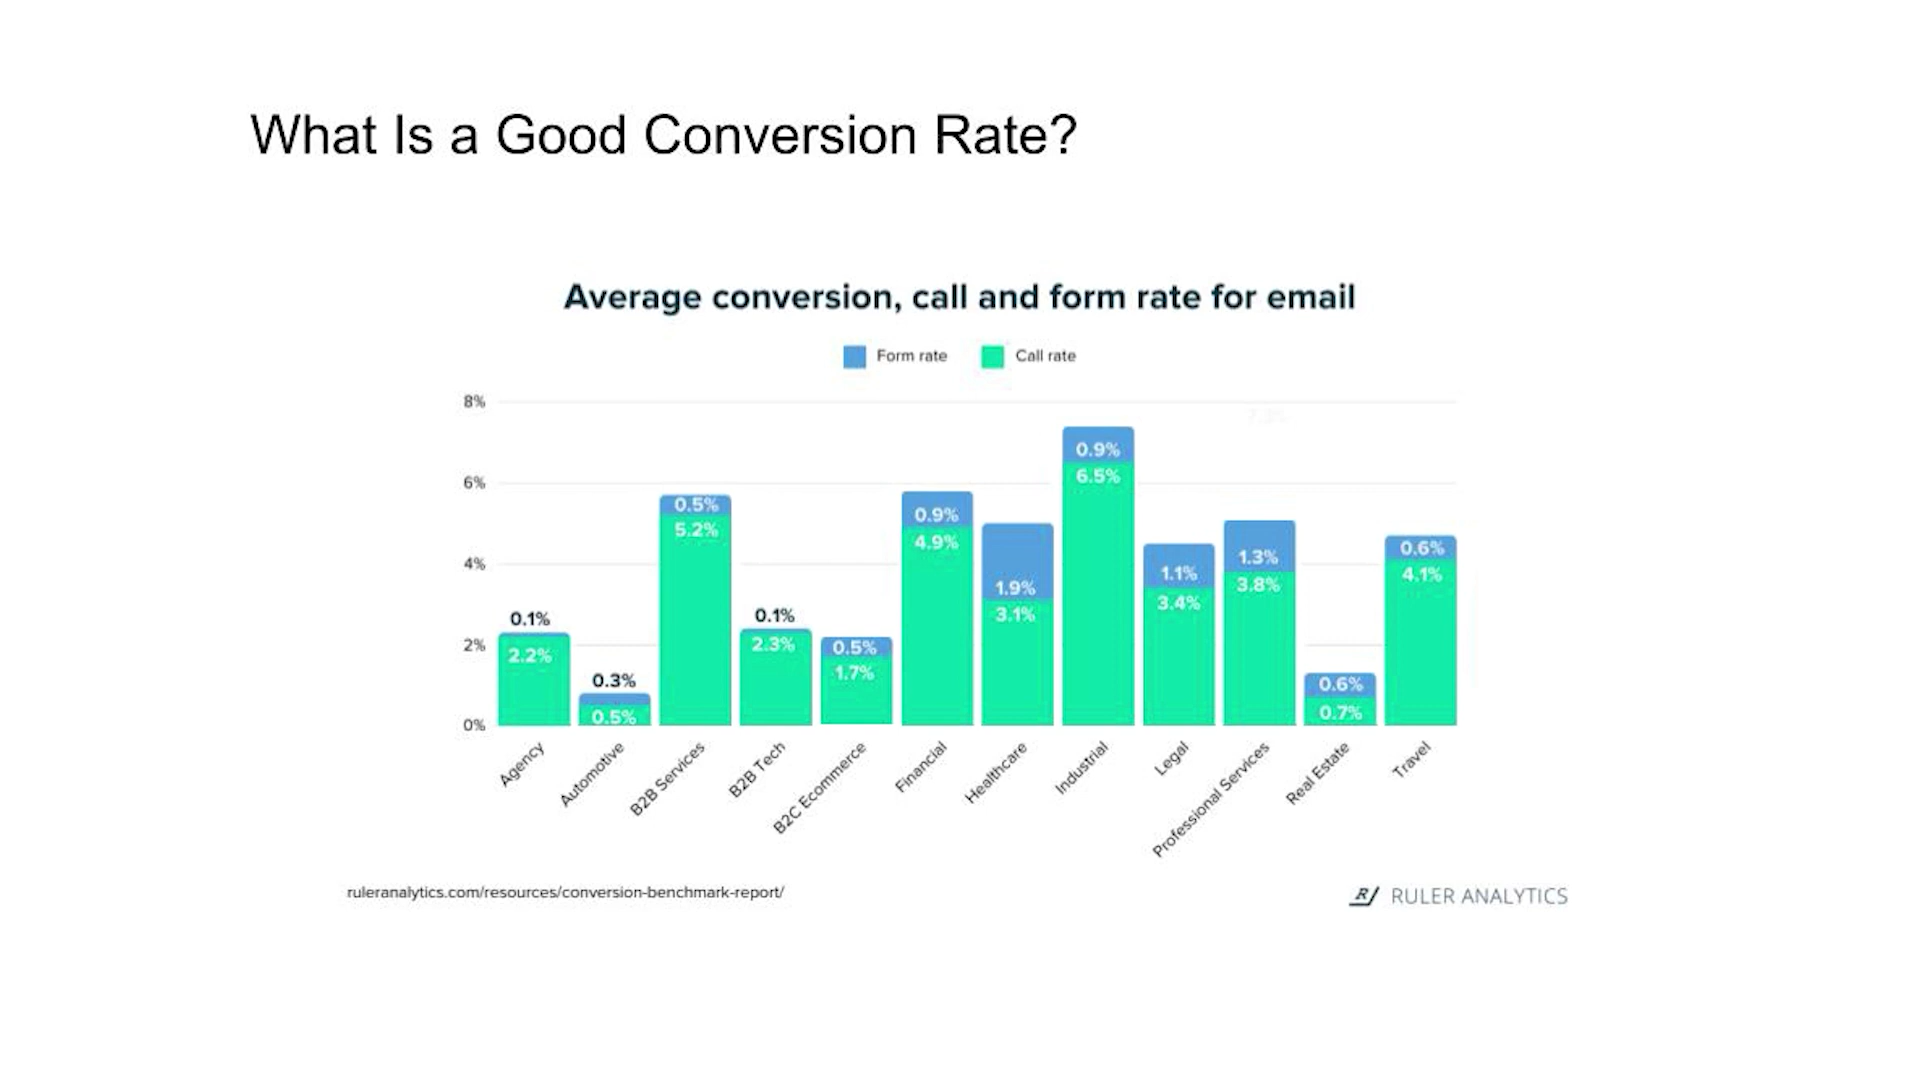 What Is a Good Conversion Rate?
Average conversion, call and form rate for email
Form rate
Call rate
8%
6%
4%
2%
0%
0.1%
2.2%
0.3%
0.5%
0.5%
5.2%
0.1%
2.3%
0.5%
1.7%
0.9%
4.9%
1.9%
3.1%
0.9%
6.5%
1.1%
3.4%
1.3%
3.8%
0.6%
0.7%
0.6%
4.1%
Agency
Automotive
B2B Services
B2B Tech
B2C Ecommerce
Financial
Healthcare
Industrial
Legal
Professional Services
Real Estate
Travel
ruleranalytics.com/resources/conversion-benchmark-report/
RULER ANALYTICS